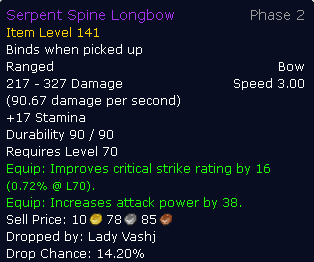 Serpent Spine Longbow Phase 2
Item Level 141
Binds when picked up
Ranged Bow
217 - 327 Damage Speed 3.00
(90.67 damage per second)
+17 Stamina
Durability 90 / 90
Requires Level 70
Equip: Improves critical strike rating by 16
(0.72% @ L70).
Equip: Increases attack power by 38.
Sell Price: 10 78 85
Dropped by: Lady Vashj
Drop Chance: 14.20%